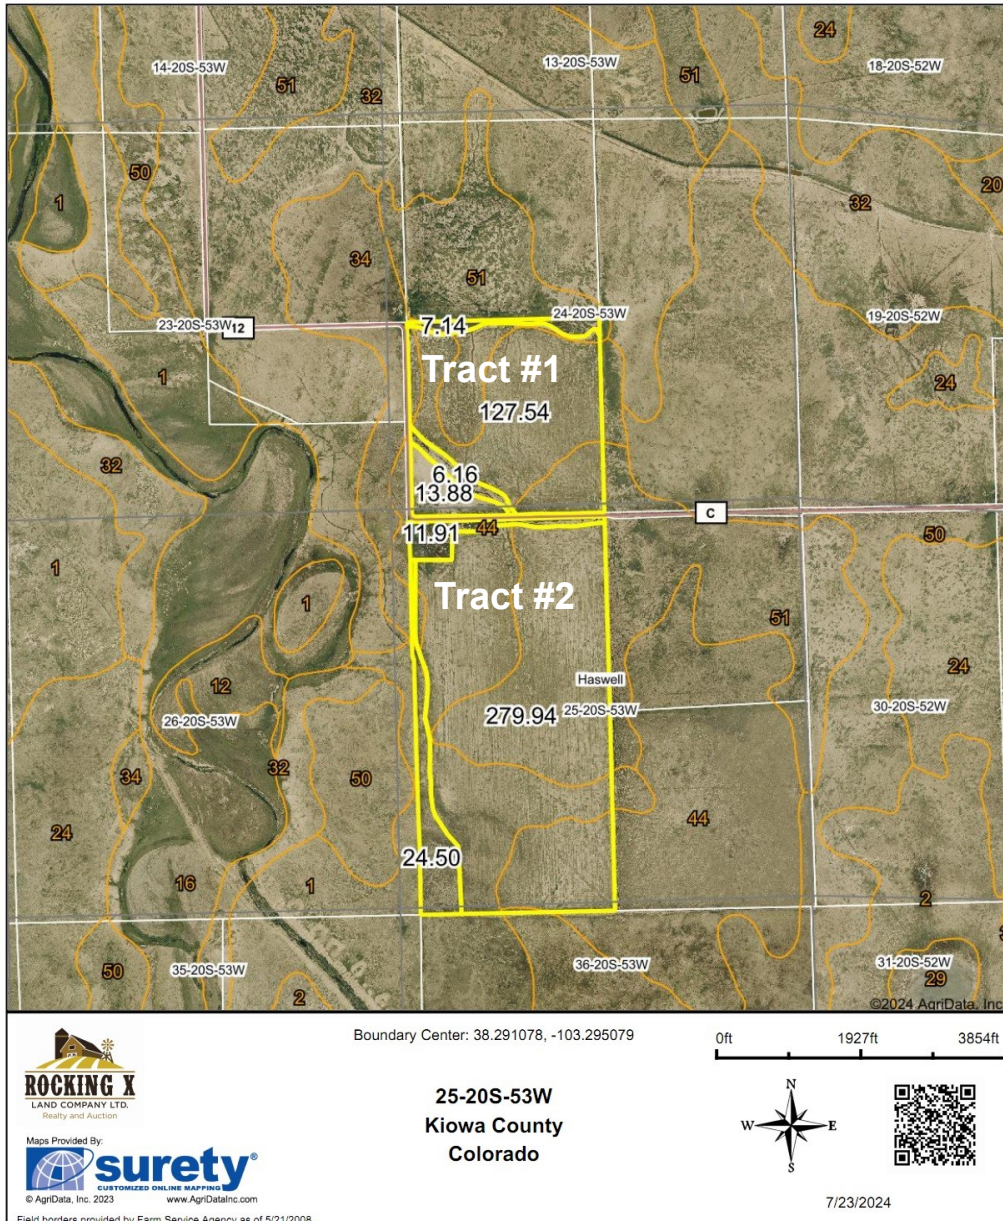 24
14-20S-53W
13-20S-53W
18-20S-52W
51
51
32
50
20
1
32
34
51
24-20S-53W
19-20S-52W
23-20S-53W
12
7.14
Tract #1
1
24
127.54
32
6.16
13.88
C
11.91
44
50
1
Tract #2
1
51
24
12
Haswell
26-20S-53W
279.94
25-20S-53W
30-20S-52W
34
32
50
24
44
24.50
16
1
2
50
35-20S-53W
36-20S-53W
31-20S-52W
2
29
©2024 AgriData, Inc
ROCKING X
LAND COMPANY LTD.
Realty and Auction
Boundary Center: 38.291078, -103.295079
0ft 1927ft 3854ft
25-20S-53W
Kiowa County
Colorado
N
W E
S
Maps Provided By:
surety®
CUSTOMIZED ONLINE MAPPING
© AgriData, Inc. 2023 www.AgriDataInc.com
7/23/2024
Field borders provided by Farm Service Agency as of 5/21/2008.